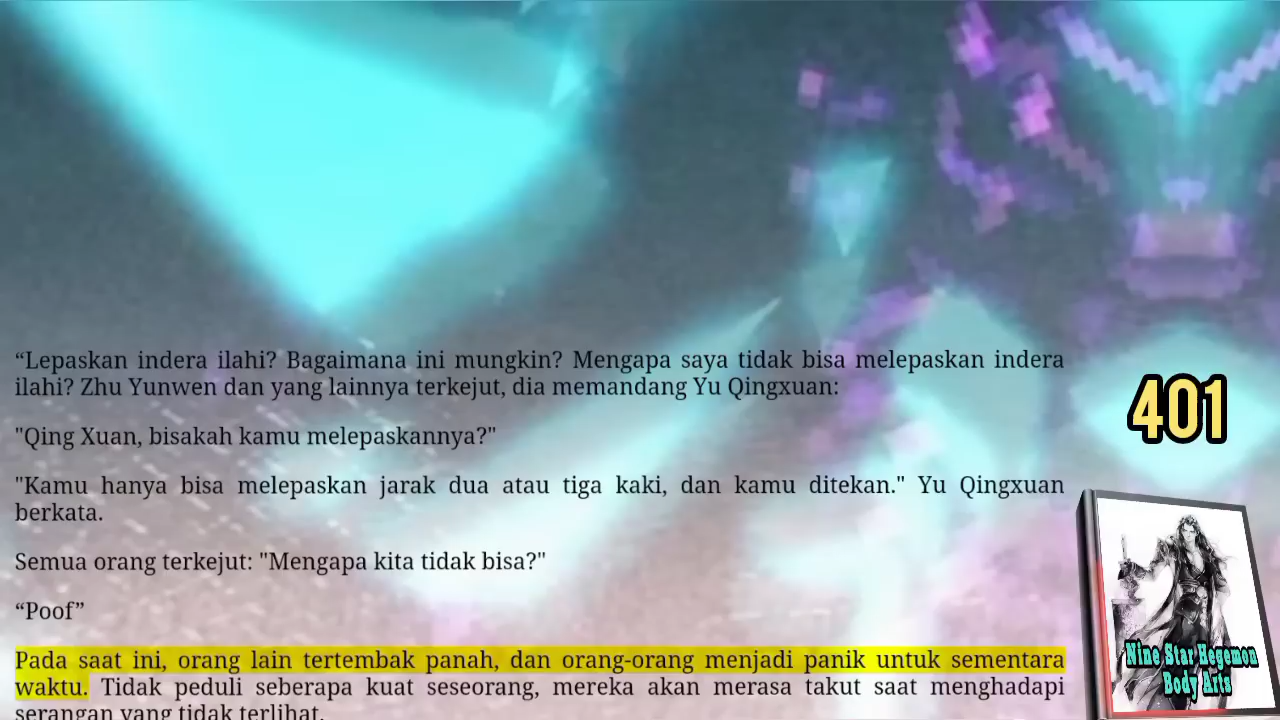 “Lepaskan indera ilahi? Bagaimana ini mungkin? Mengapa saya tidak bisa melepaskan indera
ilahi? Zhu Yunwen dan yang lainnya terkejut, dia memandang Yu Qingxuan:
"Qing Xuan, bisakah kamu melepaskannya?"
"Kamu hanya bisa melepaskan jarak dua atau tiga kaki, dan kamu ditekan." Yu Qingxuan
berkata.
Semua orang terkejut: "Mengapa kita tidak bisa?"
“Poof”
Pada saat ini, orang lain tertembak panah, dan orang-orang menjadi panik untuk sementara
waktu. Tidak peduli seberapa kuat seseorang, mereka akan merasa takut saat menghadapi
serangan yang tidak terlihat.
401
Nine Star Hegemon
Body Arts